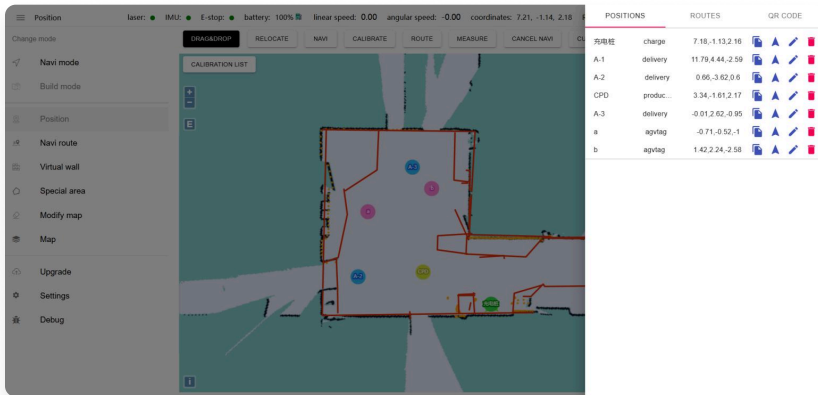 Position laser: IMU: E-stop: battery: 100% linear speed: 0.00 angular speed: -0.00 coordinates: 7.21, -1.14, 2.18
POSITIONS ROUTES QR CODE
Change mode
DRAG&DROP RELOCATE NAVI CALIBRATE ROUTE MEASURE CANCEL NAVI
充电桩 charge 7.18,-1.13,2.16
Navi mode
CALIBRATION LIST
A-1 delivery 11.79,4.44,-2.59
A-2 delivery 0.66,-3.62,0.6
Build mode
CPD produc... 3.34,-1.61,2.17
A-3 delivery -0.01,2.62,-0.95
Position
E
a agvtag -0.71,-0.52,-1
Navi route
b agvtag 1.42,2.24,-2.58
Virtual wall
Special area
Modify map
Map
Upgrade
Settings
Debug